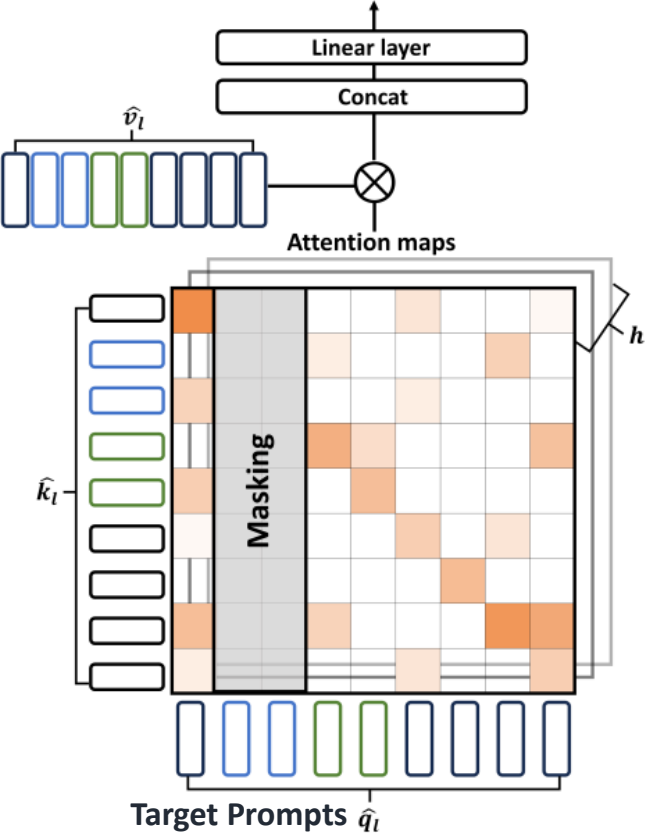 Linear layer
Concat
v̂_l
Attention maps
h
Masking
k̂_l
Target Prompts q̂_l